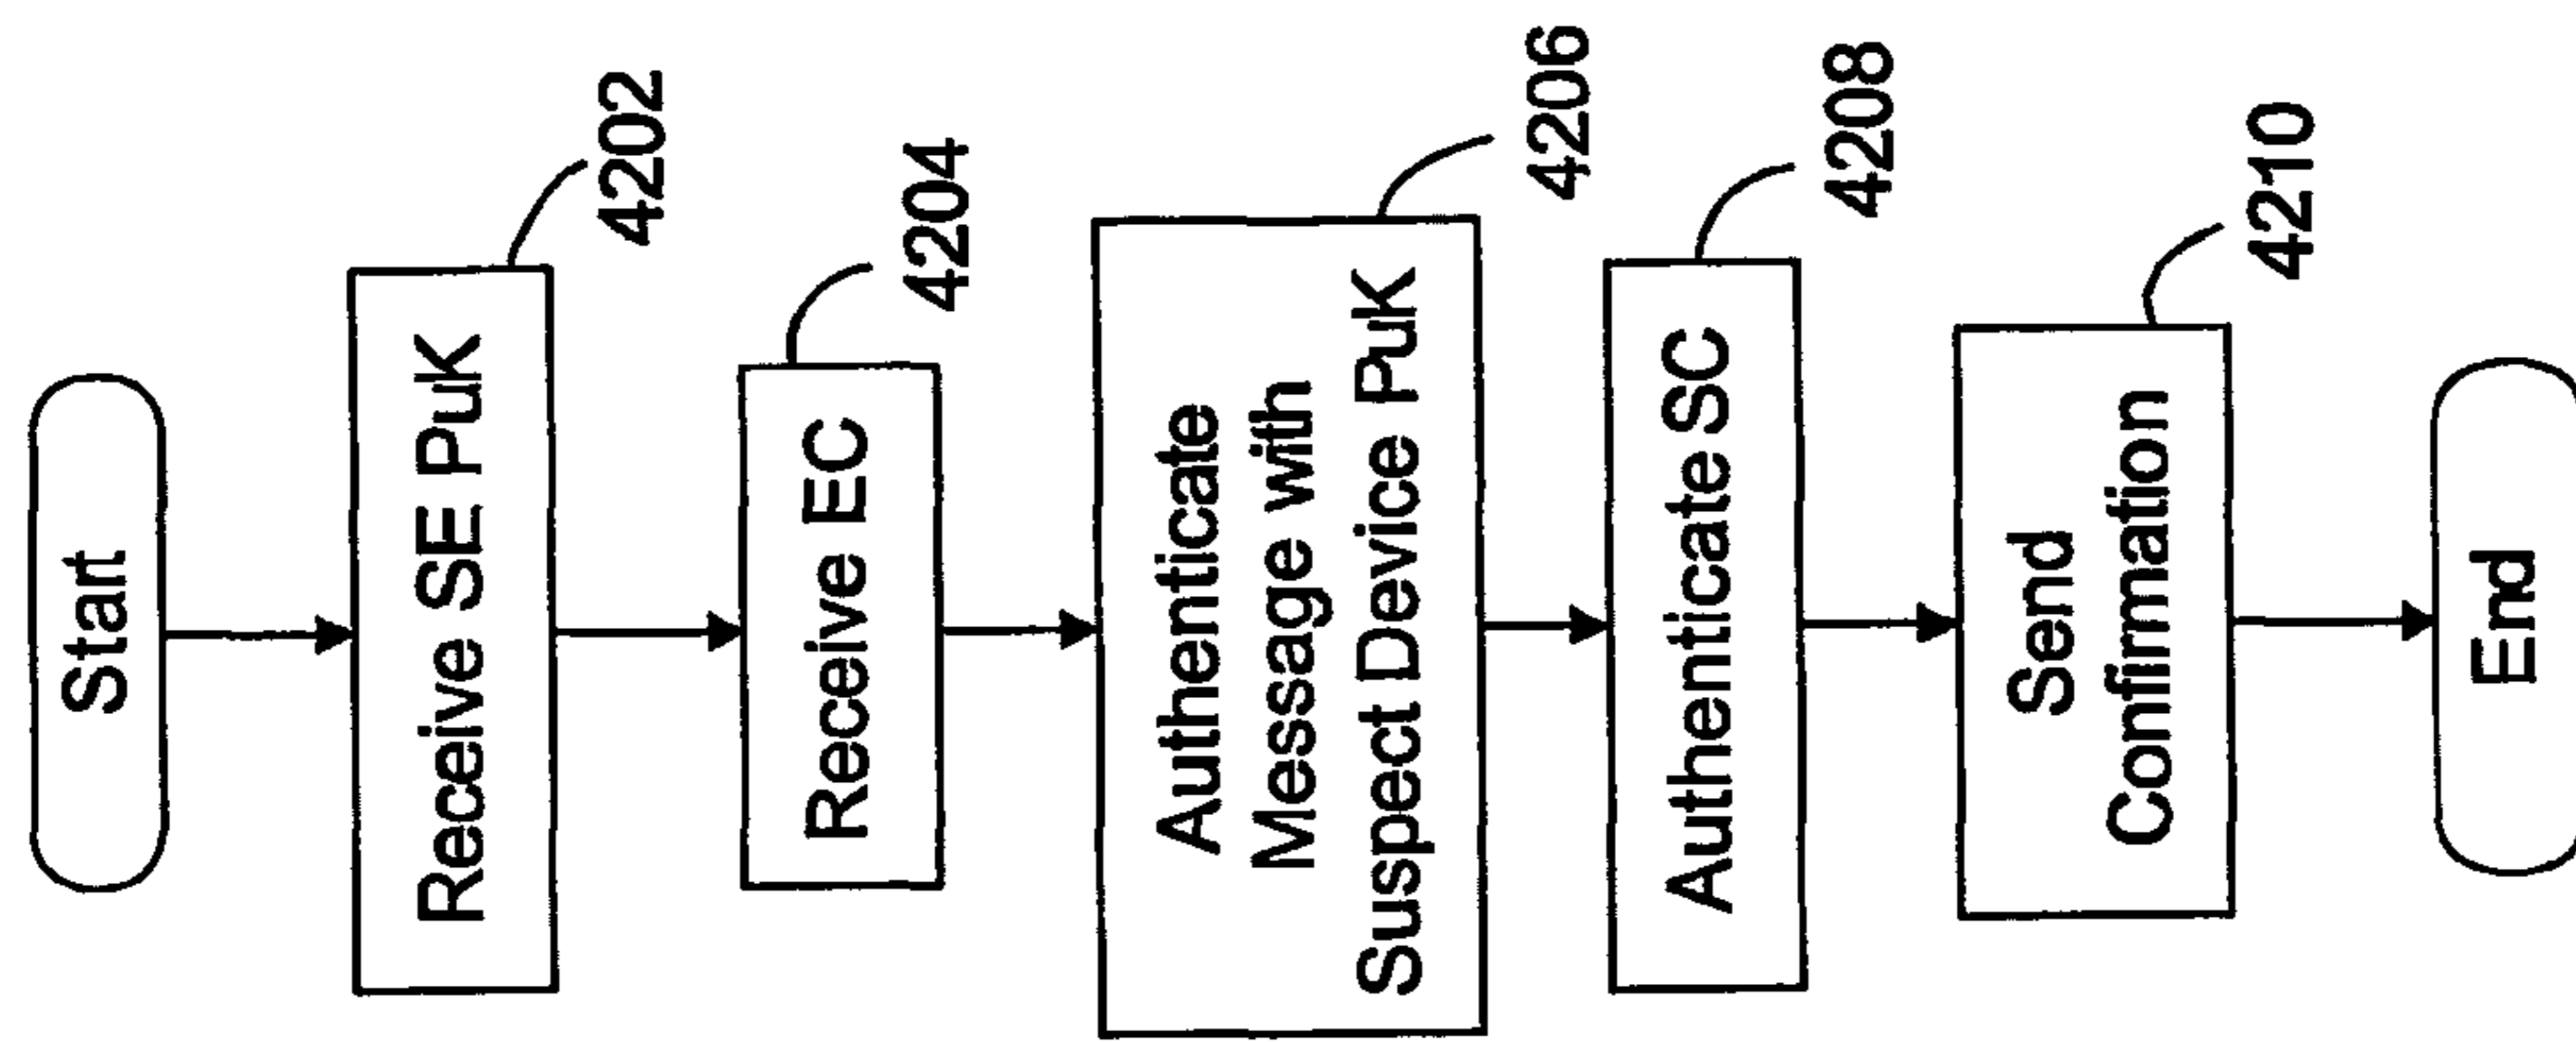 Start
Receive SE PuK
4202
Receive EC
4204
Authenticate
Message with
Suspect Device PuK
4206
Authenticate SC
4208
Send
Confirmation
4210
End